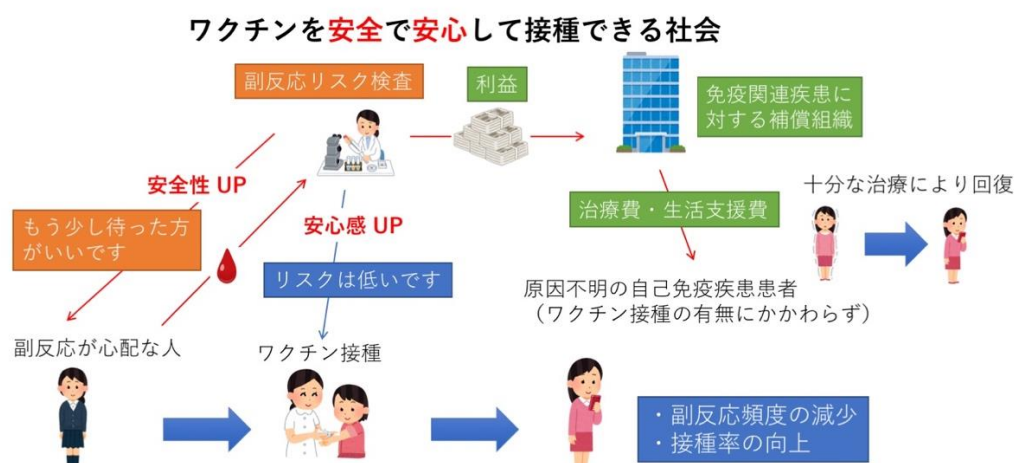 ワクチンを安全で安心して接種できる社会
副反応リスク検査
利益
免疫関連疾患に
対する補償組織
安全性 UP
十分な治療により回復
もう少し待った方
がいいです
安心感 UP
治療費・生活支援費
リスクは低いです
原因不明の自己免疫疾患患者
（ワクチン接種の有無にかかわらず）
副反応が心配な人
ワクチン接種
・副反応頻度の減少
・接種率の向上